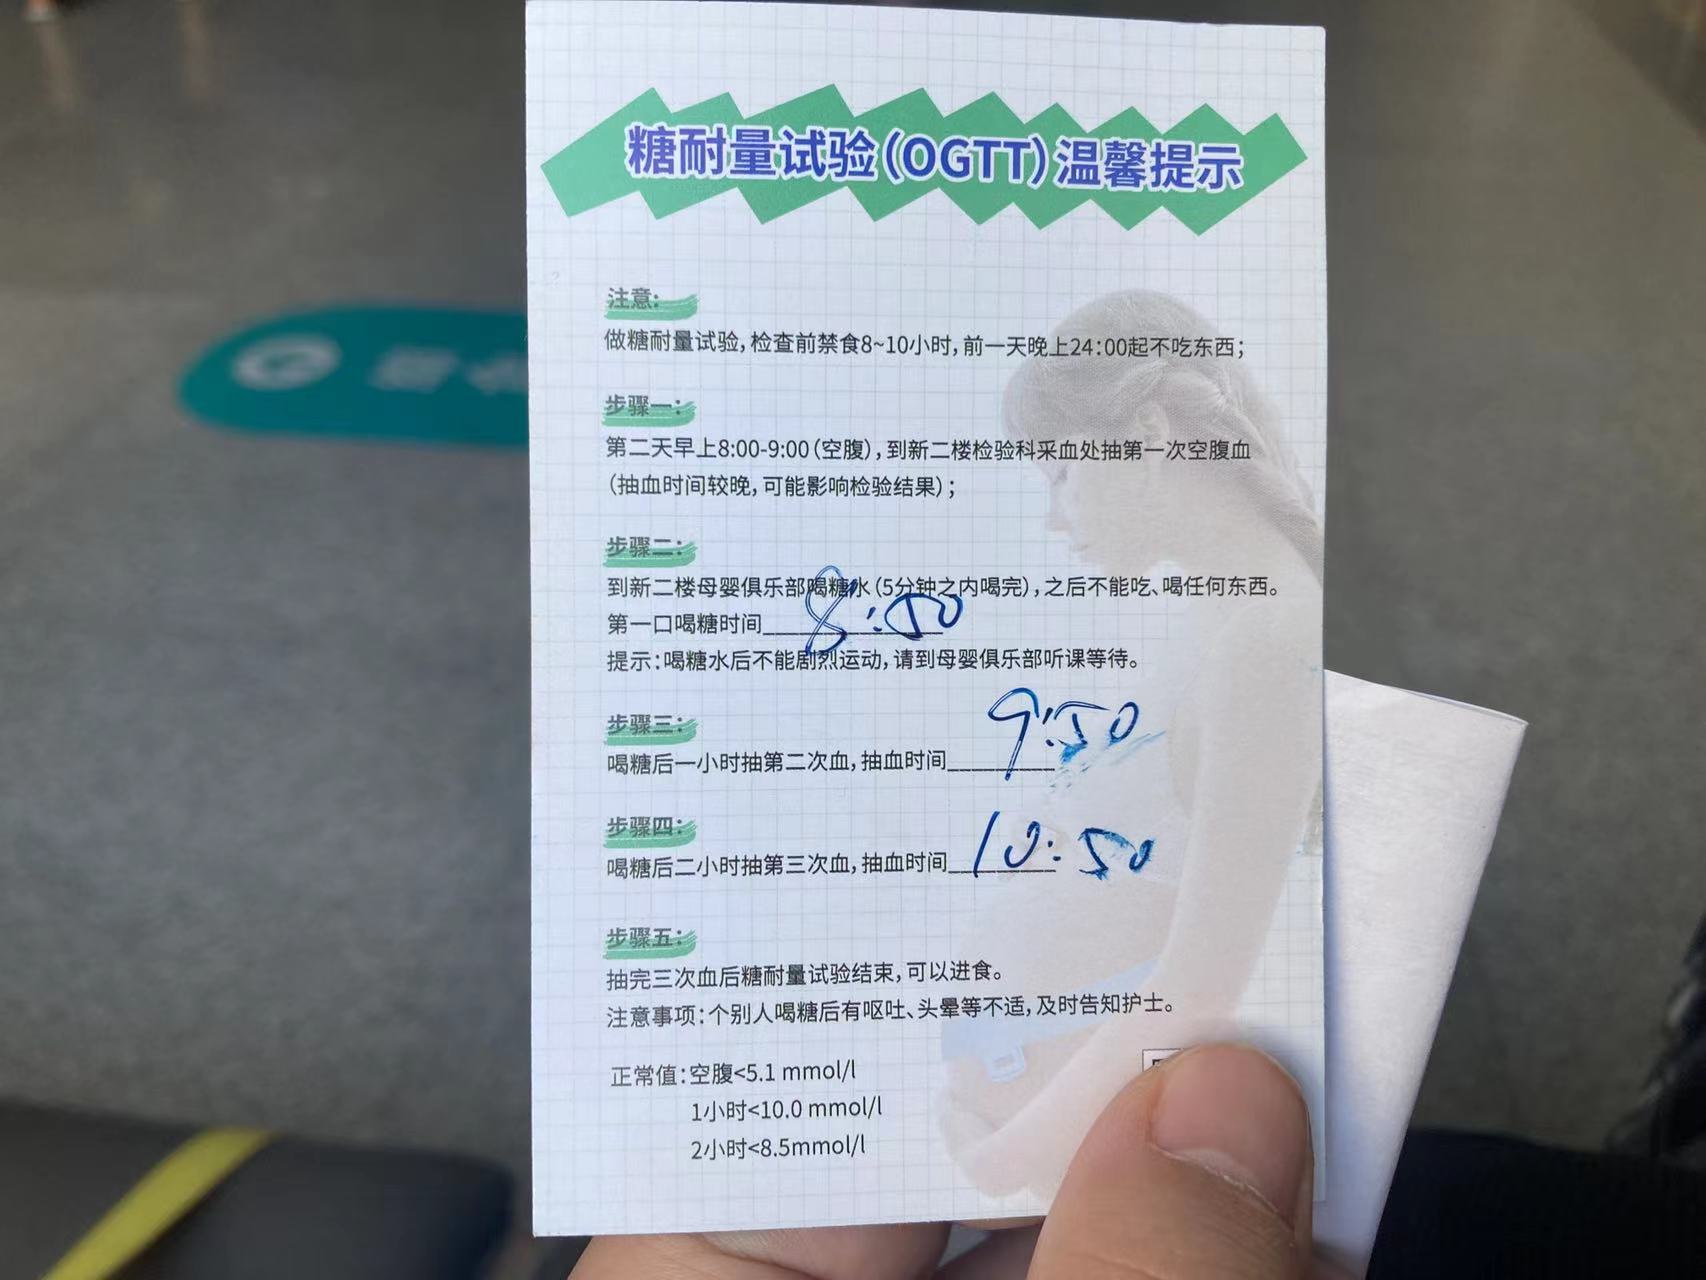 糖耐量试验(OGTT)温馨提示
注意:
做糖耐量试验,检查前禁食8~10小时,前一天晚上24:00起不吃东西;
步骤一:
第二天早上8:00-9:00(空腹),到新二楼检验科采血处抽第一次空腹血
(抽血时间较晚,可能影响检验结果);
步骤二:
到新二楼母婴俱乐部喝糖水(5分钟之内喝完),之后不能吃、喝任何东西。
第一口喝糖时间 8:50
提示:喝糖水后不能剧烈运动,请到母婴俱乐部听课等待。
步骤三:
喝糖后一小时抽第二次血,抽血时间 9:50
步骤四:
喝糖后二小时抽第三次血,抽血时间 10:50
步骤五:
抽完三次血后糖耐量试验结束,可以进食。
注意事项:个别人喝糖后有呕吐、头晕等不适,及时告知护士。
正常值:空腹<5.1 mmol/l
1小时<10.0 mmol/l
2小时<8.5mmol/l